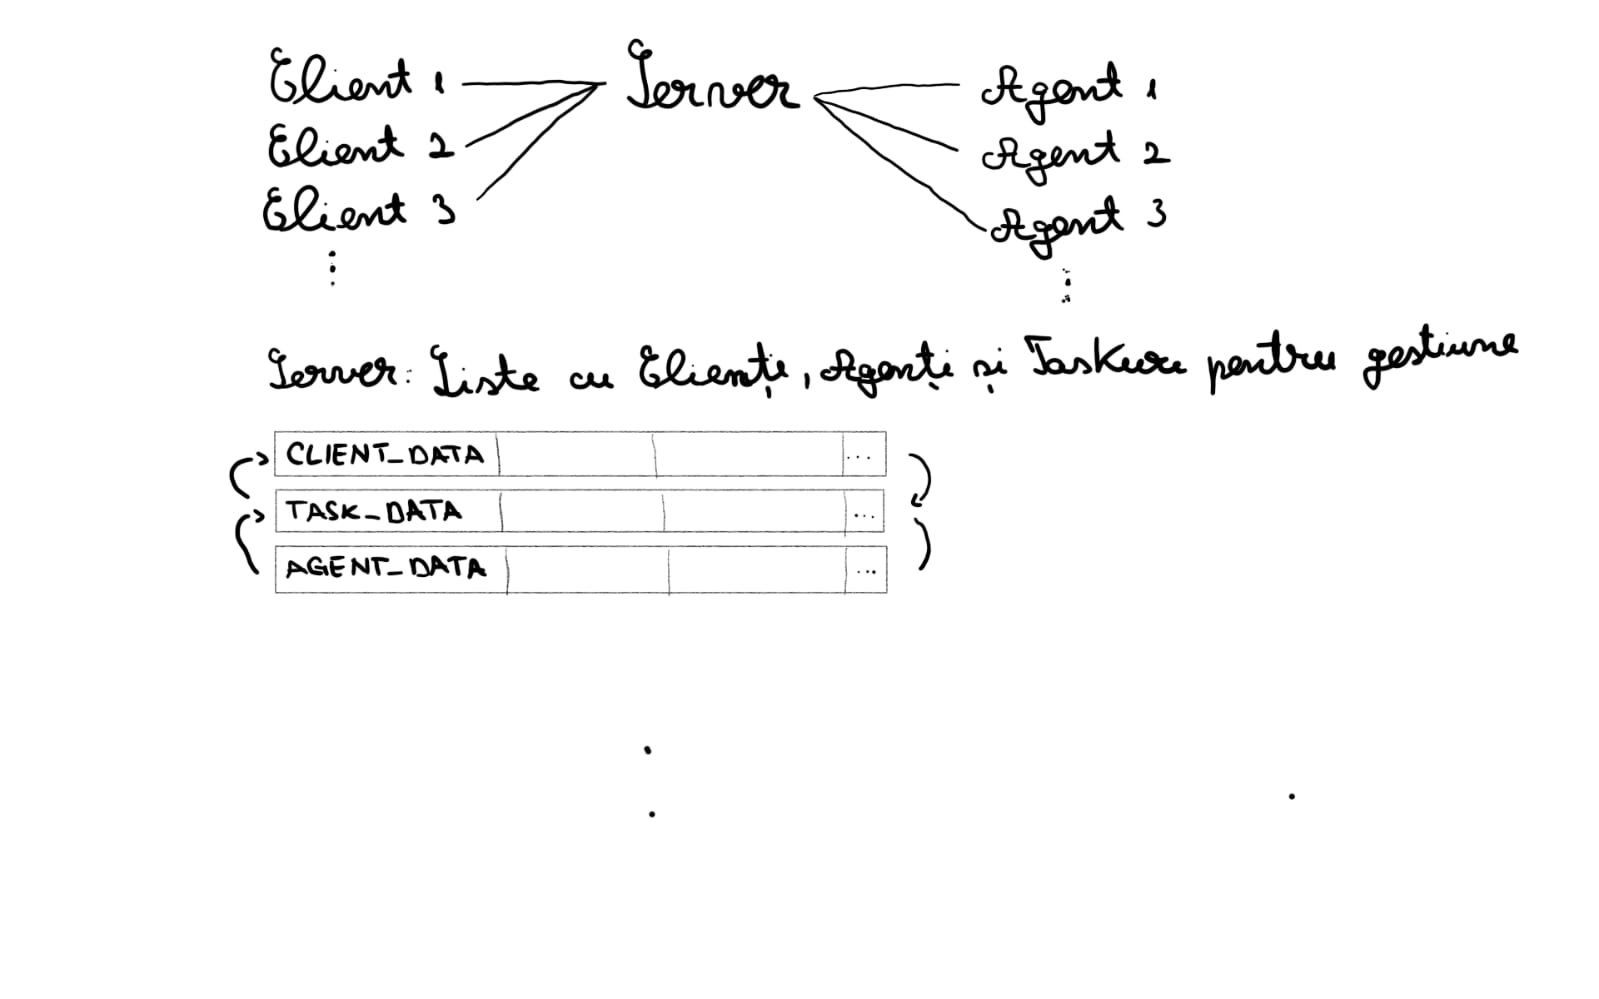 Client 1 Server Agent 1
Client 2 Agent 2
Client 3 Agent 3
⋮ ⋮
Server: Liste cu Clienți, Agenți și Taskuri pentru gestiune
CLIENT_DATA ...
TASK_DATA ...
AGENT_DATA ...